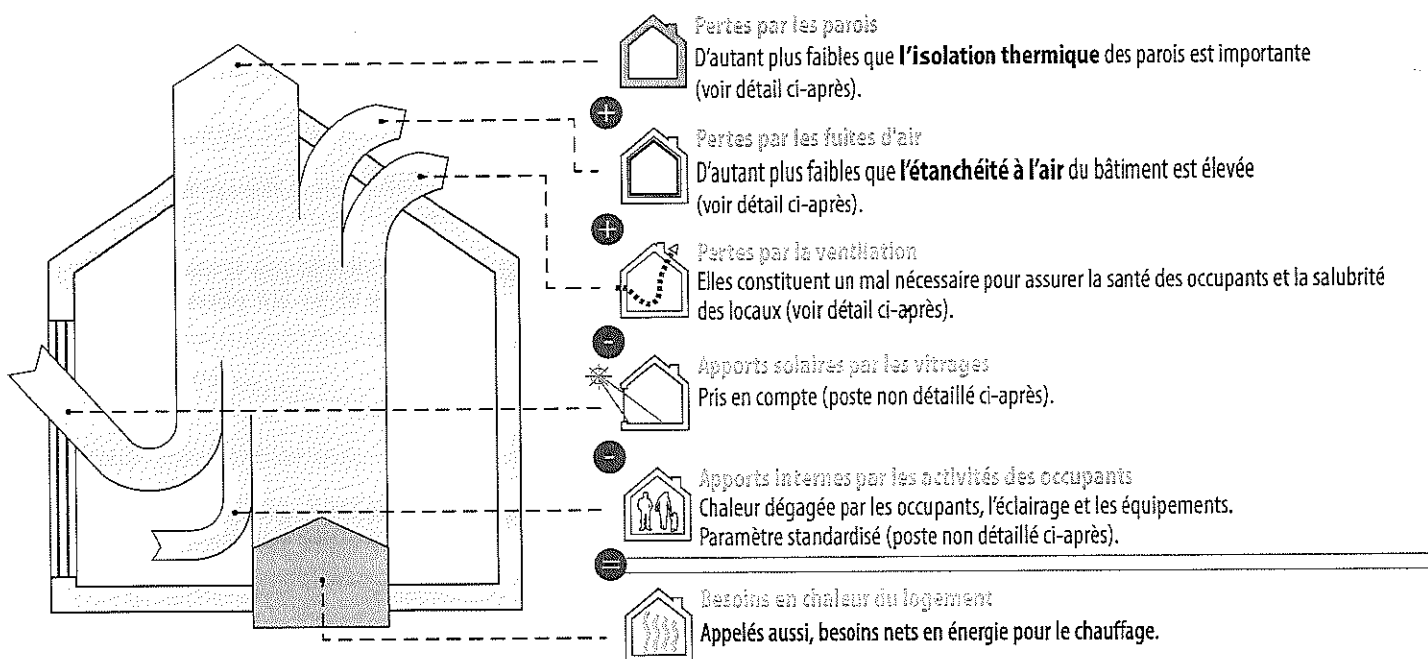 Pertes par les parois
D'autant plus faibles que l'isolation thermique des parois est importante
(voir détail ci-après).
+
Pertes par les fuites d'air
D'autant plus faibles que l'étanchéité à l'air du bâtiment est élevée
(voir détail ci-après).
+
Pertes par la ventilation
Elles constituent un mal nécessaire pour assurer la santé des occupants et la salubrité
des locaux (voir détail ci-après).
-
Apports solaires par les vitrages
Pris en compte (poste non détaillé ci-après).
-
Apports internes par les activités des occupants
Chaleur dégagée par les occupants, l'éclairage et les équipements.
Paramètre standardisé (poste non détaillé ci-après).
=
Besoins en chaleur du logement
Appelés aussi, besoins nets en énergie pour le chauffage.